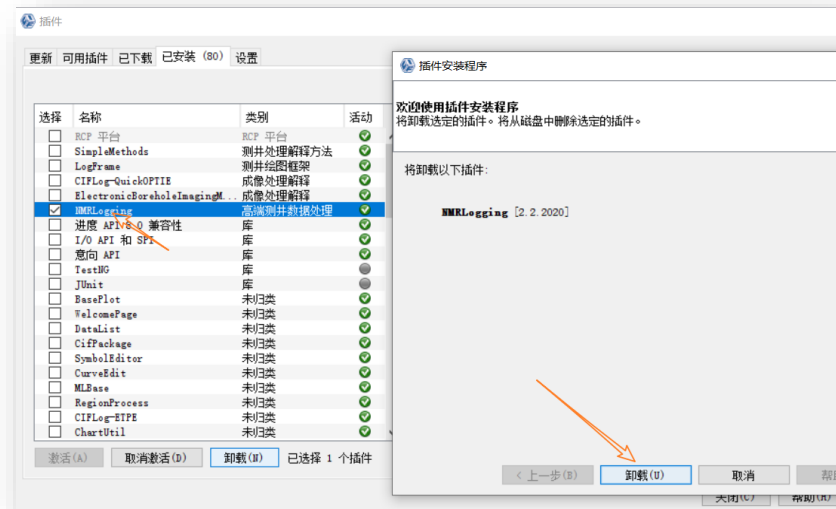 插件
更新 可用插件 已下载 已安装 (80) 设置
选择 名称 类别 活动
RCP 平台 RCP 平台
SimpleMethods 测井处理解释方法
LogFrame 测井绘图框架
CIFLog-QuickOPTIE 成像处理解释
ElectronicBoreholeImagingM... 成像处理解释
NMRLogging 高端测井数据处理
进度 API 8.0 兼容性 库
I/O API 和 SPI 库
意向 API 库
TestNG 库
JUnit 库
BasePlot 未归类
WelcomePage 未归类
DataList 未归类
CifPackage 未归类
SymbolEditor 未归类
CurveEdit 未归类
MLBase 未归类
RegionProcess 未归类
CIFLog-ETPE 未归类
ChartUtil 未归类
激活(A) 取消激活(D) 卸载(N) 已选择 1 个插件
插件安装程序
欢迎使用插件安装程序
将卸载选定的插件。将从磁盘中删除选定的插件。
将卸载以下插件:
NMRLogging [2.2.2020]
< 上一步(B) 卸载(U) 取消
关闭(C) 帮助(H)